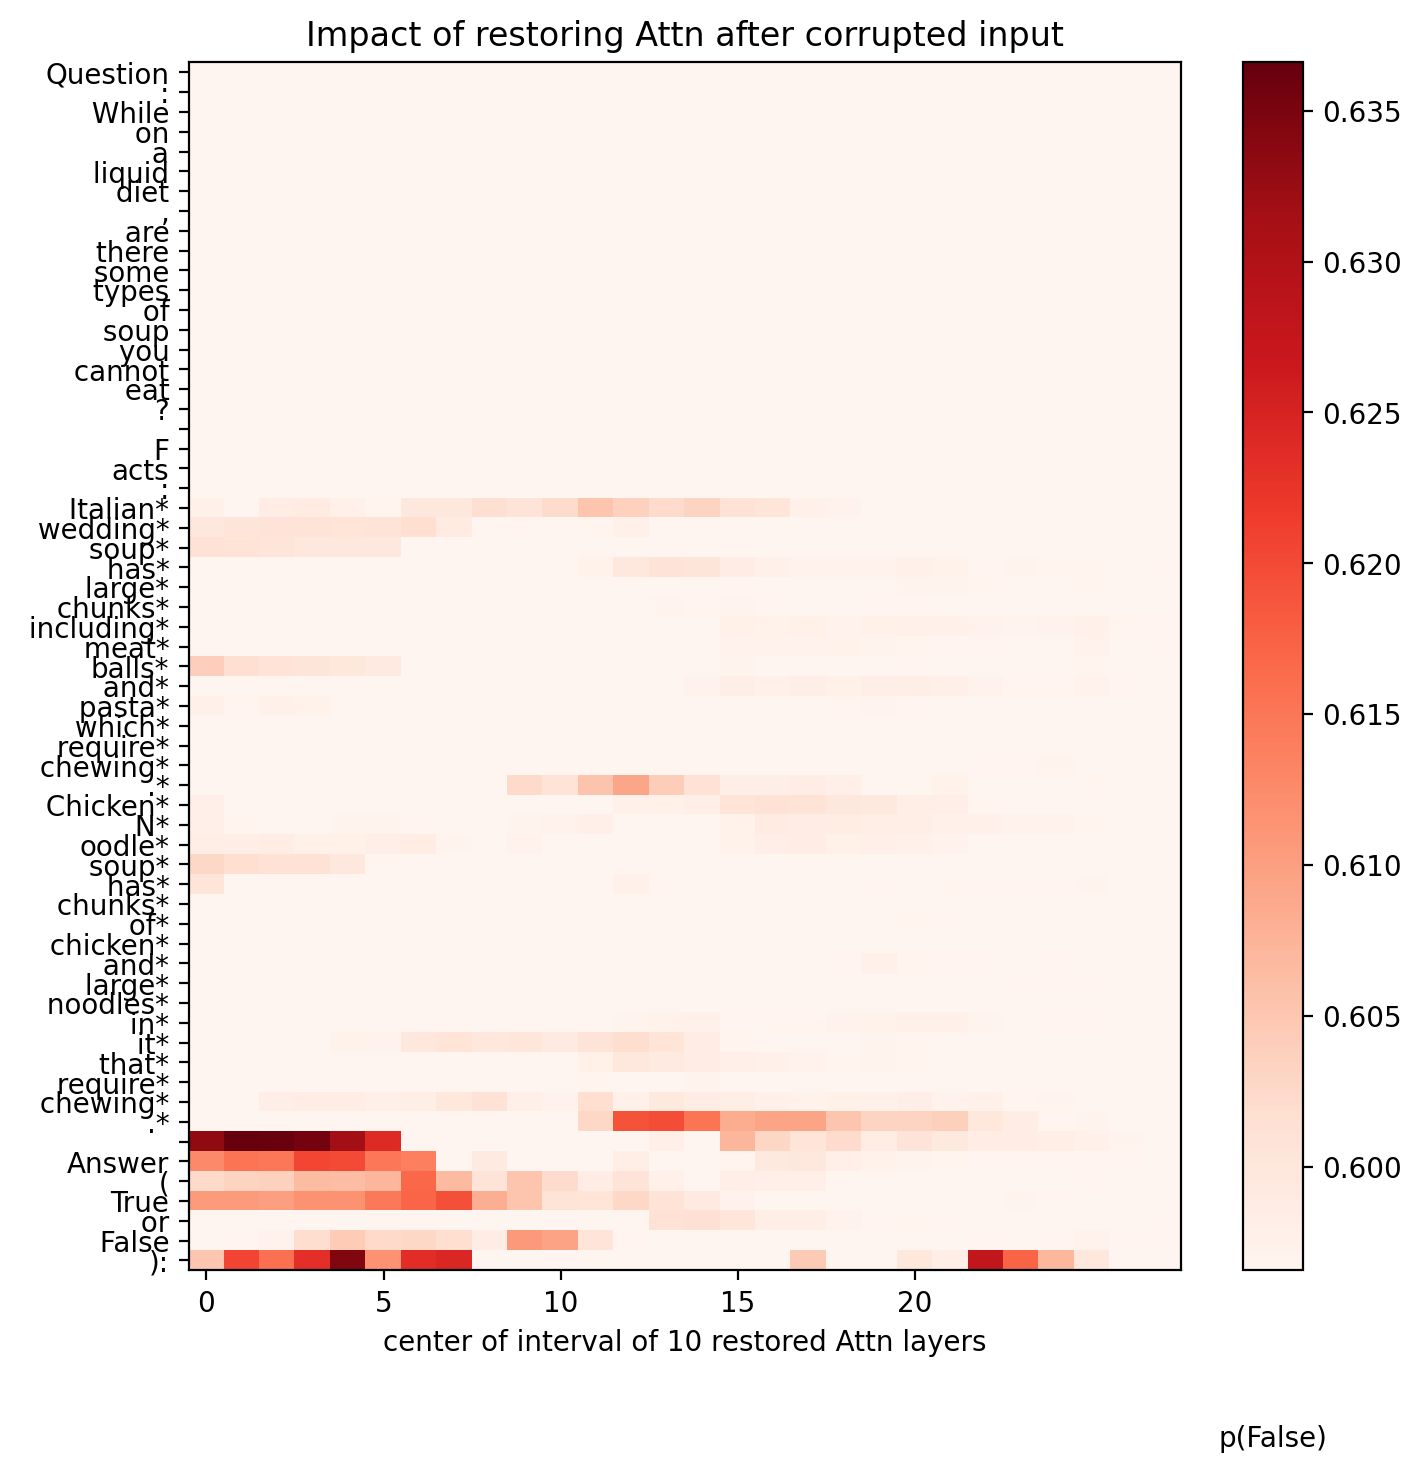 Impact of restoring Attn after corrupted input
Question
:
While
on
a
liquid
diet
,
are
there
some
types
of
soup
you
cannot
eat
?
F
acts
:
Italian*
wedding*
soup*
has*
large*
chunks*
including*
meat*
balls*
and*
pasta*
which*
require*
chewing*
.*
Chicken*
N*
oodle*
soup*
has*
chunks*
of*
chicken*
and*
large*
noodles*
in*
it*
that*
require*
chewing*
.*
Answer
(
True
or
False
):
0 5 10 15 20
center of interval of 10 restored Attn layers
0.635
0.630
0.625
0.620
0.615
0.610
0.605
0.600
p(False)